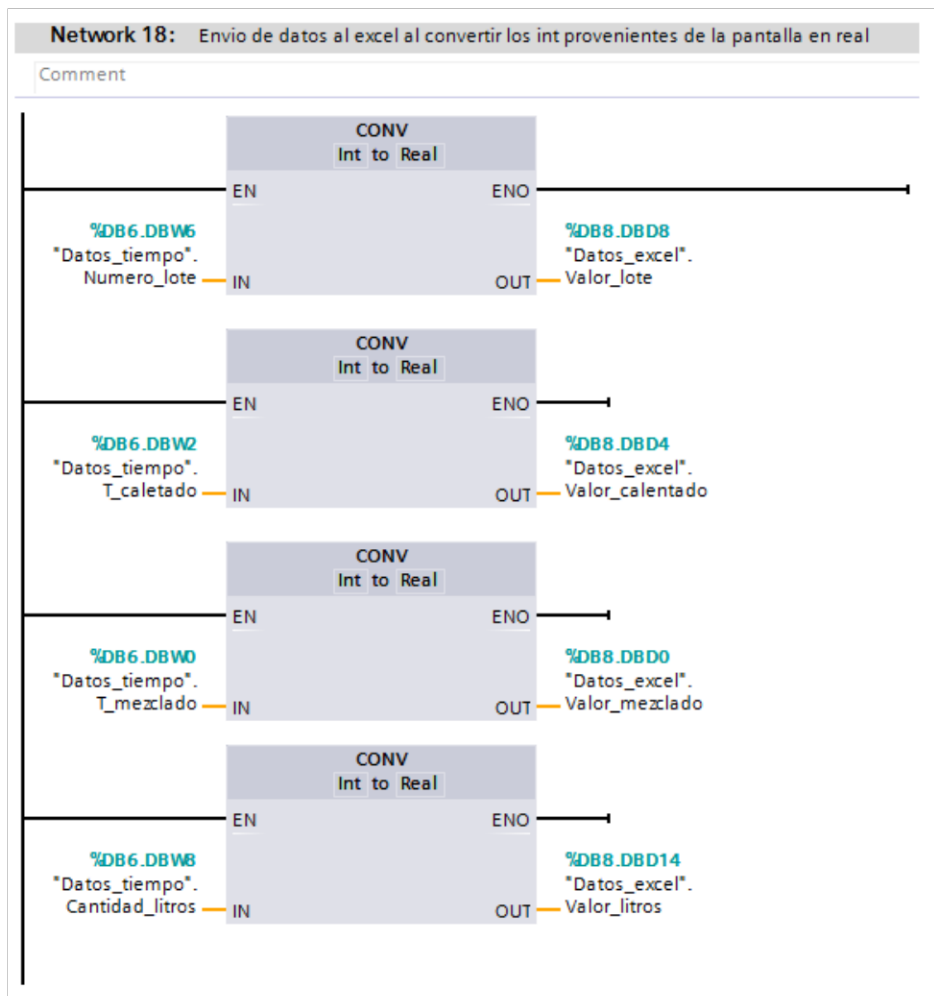 Network 18: Envio de datos al excel al convertir los int provenientes de la pantalla en real
Comment
CONV
Int to Real
EN ENO
%DB6.DBW6 %DB8.DBD8
"Datos_tiempo". "Datos_excel".
Numero_lote IN OUT Valor_lote
CONV
Int to Real
EN ENO
%DB6.DBW2 %DB8.DBD4
"Datos_tiempo". "Datos_excel".
T_caletado IN OUT Valor_calentado
CONV
Int to Real
EN ENO
%DB6.DBW0 %DB8.DBD0
"Datos_tiempo". "Datos_excel".
T_mezclado IN OUT Valor_mezclado
CONV
Int to Real
EN ENO
%DB6.DBW8 %DB8.DBD14
"Datos_tiempo". "Datos_excel".
Cantidad_litros IN OUT Valor_litros